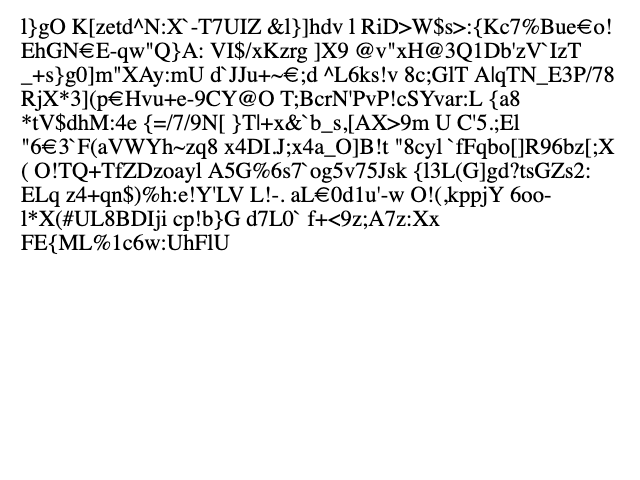 l}gO K[zetd^N:X`-T7UIZ &l}]hdv l RiD>W$s>:{Kc7%Bue€o!
EhGN€E-qw"Q}A: VI$/xKzrg ]X9 @v"xH@3Q1Db'zV`IzT
_+s}g0]m"XAy:mU d`JJu+~€;d ^L6ks!v 8c;GlT A|qTN_E3P/78
RjX*3](p€Hvu+e-9CY@O T;BcrN'PvP!cSYvar:L {a8
*tV$dhM:4e {=/7/9N[ }T|+x&`b_s,[AX>9m U C'5.;El
"6€3`F(aVWYh~zq8 x4DI.J;x4a_O]B!t "8cyl `fFqbo[]R96bz[;X
( O!TQ+TfZDzoayl A5G%6s7`og5v75Jsk {l3L(G]gd?tsGZs2:
ELq z4+qn$)%h:e!Y'LV L!-. aL€0d1u'-w O!(,kppjY 6oo-
l*X(#UL8BDIji cp!b}G d7L0` f+<9z;A7z:Xx
FE{ML%1c6w:UhFlU